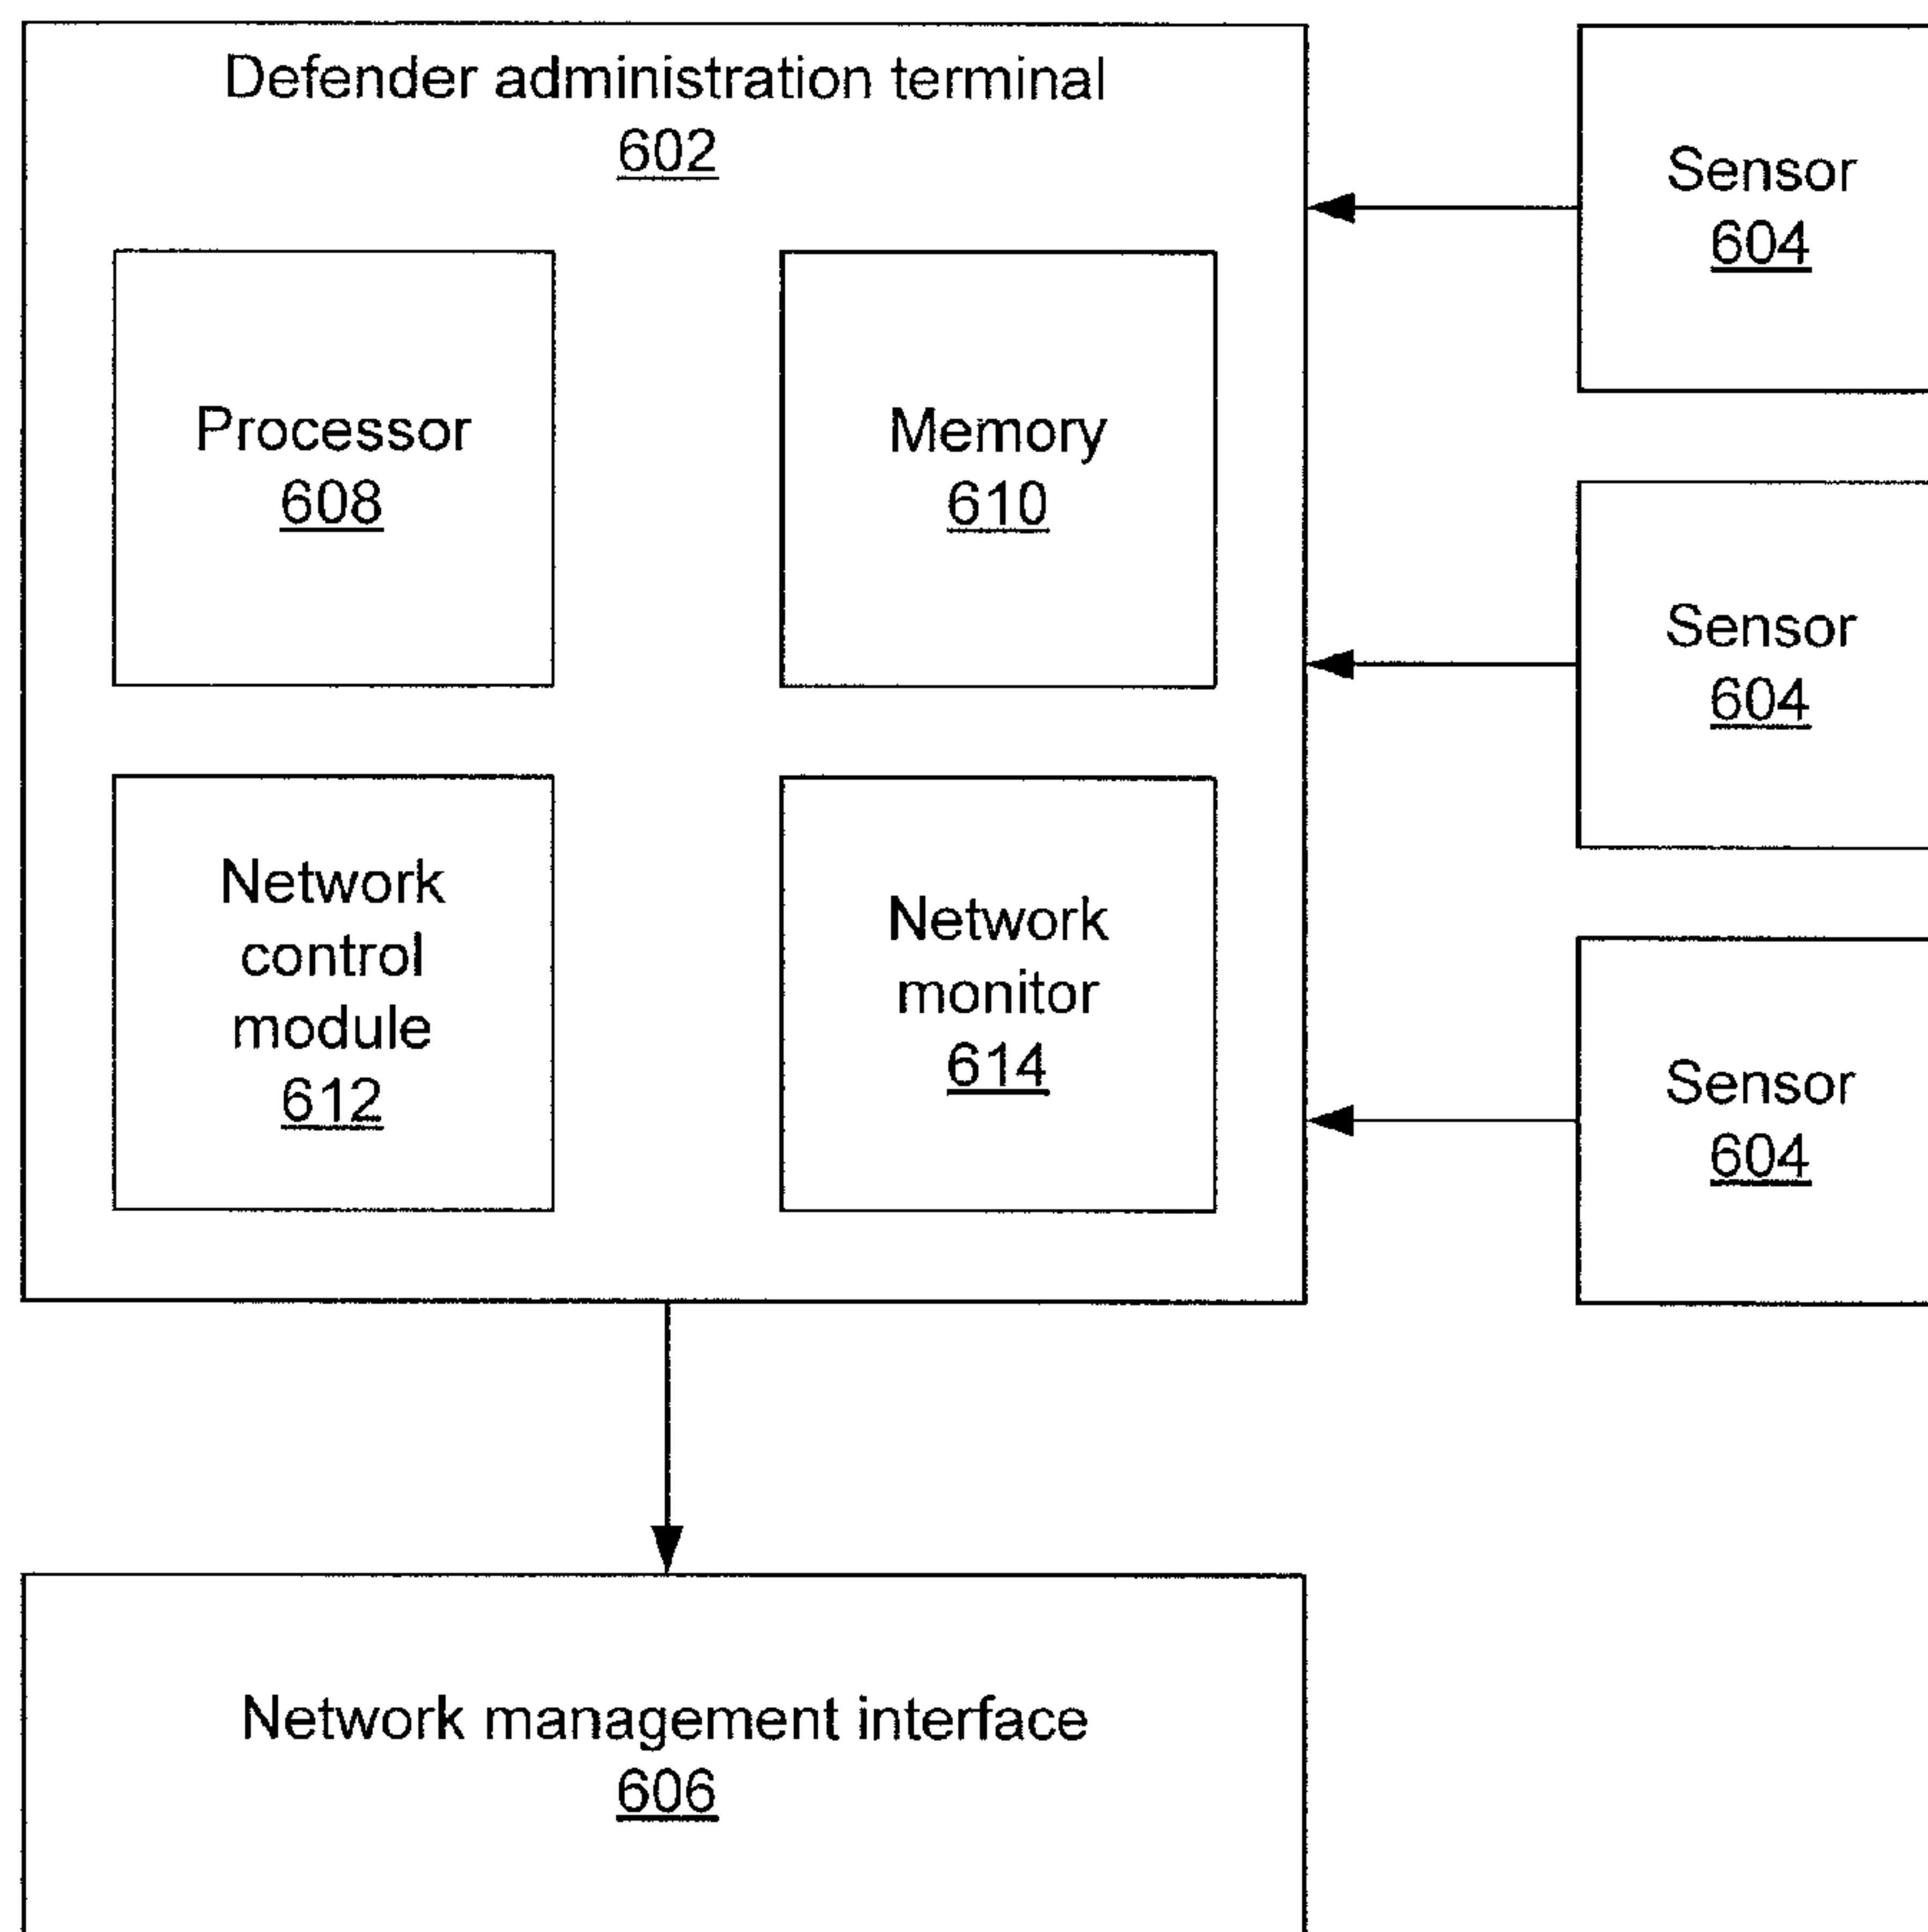 Defender administration terminal
602
Processor
608
Memory
610
Network
control
module
612
Network
monitor
614
Sensor
604
Sensor
604
Sensor
604
Network management interface
606